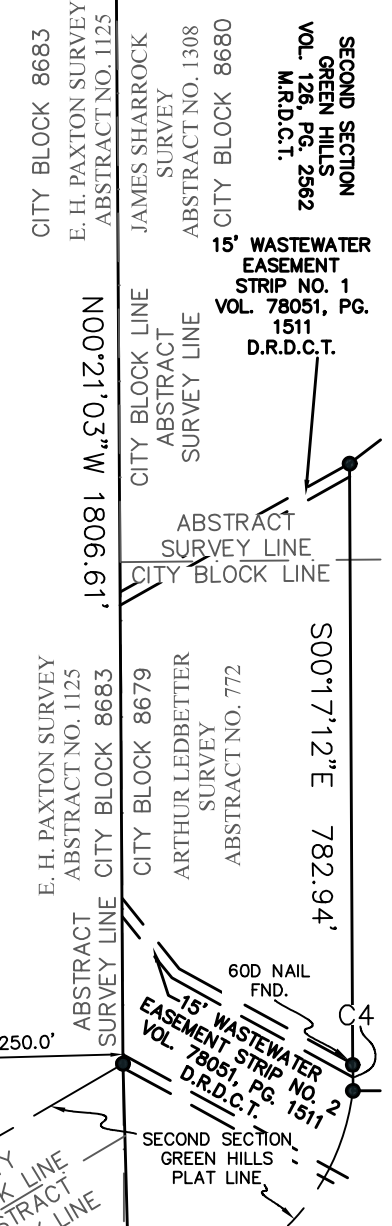 CITY BLOCK 8683
E. H. PAXTON SURVEY
ABSTRACT NO. 1125
JAMES SHARROCK
SURVEY
ABSTRACT NO. 1308
CITY BLOCK 8680
SECOND SECTION
GREEN HILLS
VOL. 126, PG. 2562
M.R.D.C.T.
15' WASTEWATER
EASEMENT
STRIP NO. 1
VOL. 78051, PG.
1511
D.R.D.C.T.
N00°21'03"W 1806.61'
CITY BLOCK LINE
ABSTRACT
SURVEY LINE
ABSTRACT
SURVEY LINE
CITY BLOCK LINE
S00°17'12"E 782.94'
E. H. PAXTON SURVEY
ABSTRACT NO. 1125
CITY BLOCK 8683
CITY BLOCK 8679
ARTHUR LEDBETTER
SURVEY
ABSTRACT NO. 772
ABSTRACT
SURVEY LINE
60D NAIL
FND.
C4
15' WASTEWATER
EASEMENT STRIP NO. 2
VOL. 78051, PG. 1511
D.R.D.C.T.
250.0'
SECOND SECTION
GREEN HILLS
PLAT LINE
LINE
LINE